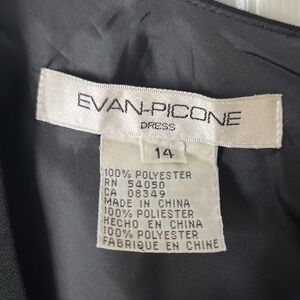 EVAN-PICONE
DRESS
14
100% POLYESTER
RN 54050
CA 08349
MADE IN CHINA
100% POLIESTER
HECHO EN CHINA
100% POLYESTER
FABRIQUE EN CHINE